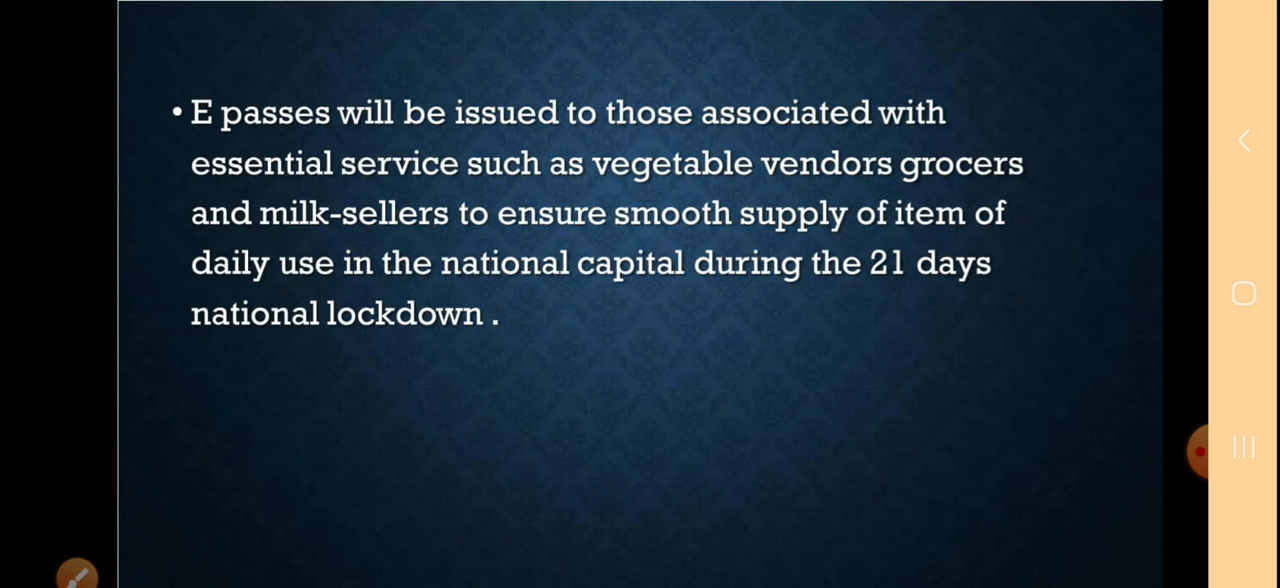 • E passes will be issued to those associated with
essential service such as vegetable vendors grocers
and milk-sellers to ensure smooth supply of item of
daily use in the national capital during the 21 days
national lockdown .